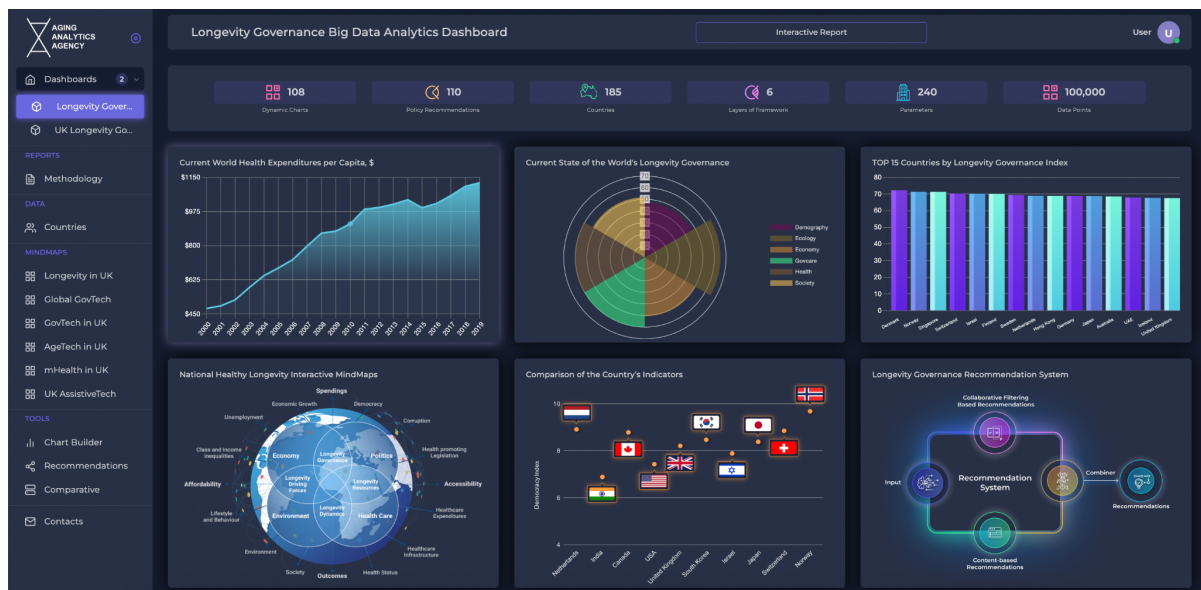 AGING
ANALYTICS
AGENCY
Longevity Governance Big Data Analytics Dashboard
Interactive Report
User
U
Dashboards
2
Longevity Gover...
UK Longevity Go...
REPORTS
Methodology
DATA
Countries
MINDMAPS
Longevity in UK
Global GovTech
GovTech in UK
AgeTech in UK
mHealth in UK
UK AssistiveTech
TOOLS
Chart Builder
Recommendations
Comparative
Contacts
108
Dynamic Charts
110
Policy Recommendations
185
Countries
6
Layers of Framework
240
Parameters
100,000
Data Points
Current World Health Expenditures per Capita, $
$1150
$975
$800
$625
$450
2000
2001
2002
2003
2004
2005
2006
2007
2008
2009
2010
2011
2012
2013
2014
2015
2016
2017
2018
2019
Current State of the World's Longevity Governance
70
60
50
Demography
Ecology
Economy
Govcare
Health
Society
TOP 15 Countries by Longevity Governance Index
80
70
60
50
40
30
20
10
0
Denmark
Norway
Singapore
Switzerland
Israel
Finland
Sweden
Netherlands
Hong Kong
Germany
Japan
Australia
UAE
Iceland
United Kingdom
National Healthy Longevity Interactive MindMaps
Spendings
Economic Growth
Democracy
Unemployment
Corruption
Class and Income
inequalities
Health promoting
Legislation
Economy
Longevity
Governance
Politics
Affordability
Longevity
Driving
Forces
Longevity
Resources
Accessibility
Lifestyle
and Behaviour
Environment
Longevity
Dynamics
Health Care
Healthcare
Expenditures
Environment
Healthcare
Infrastructure
Society
Outcomes
Health Status
Comparison of the Country's Indicators
Democracy Index
10
8
6
4
Netherlands
India
Canada
USA
United Kingdom
South Korea
Israel
Japan
Switzerland
Norway
Longevity Governance Recommendation System
Collaborative Filtering
Based Recommendations
Input
Recommendation
System
Combiner
Recommendations
Content-based
Recommendations